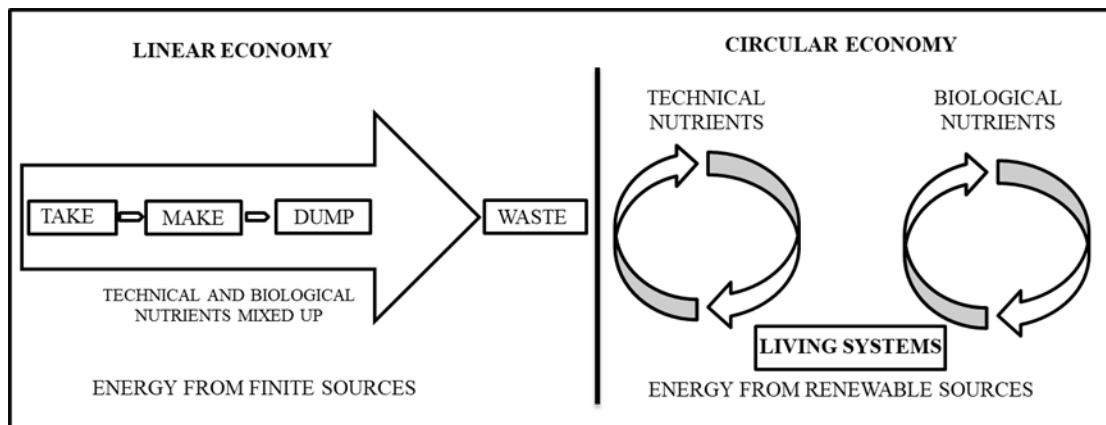 LINEAR ECONOMY
TAKE
MAKE
DUMP
WASTE
TECHNICAL AND BIOLOGICAL
NUTRIENTS MIXED UP
ENERGY FROM FINITE SOURCES
CIRCULAR ECONOMY
TECHNICAL
NUTRIENTS
BIOLOGICAL
NUTRIENTS
LIVING SYSTEMS
ENERGY FROM RENEWABLE SOURCES